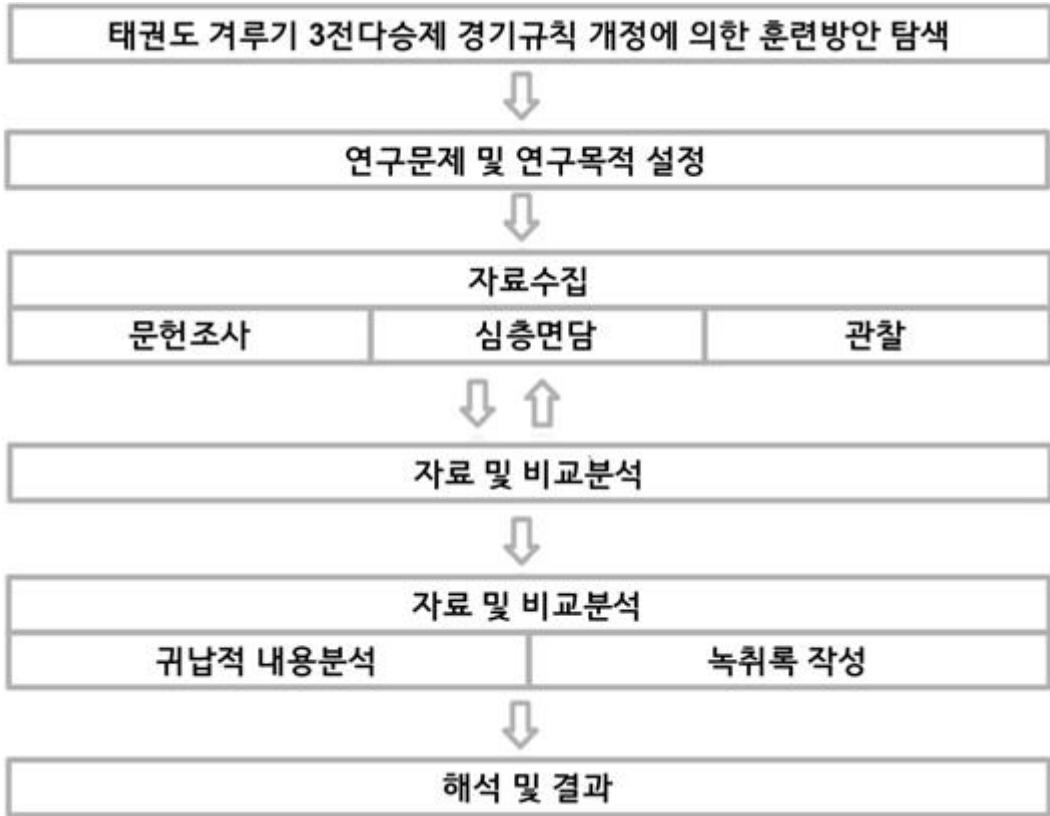 태권도 겨루기 3전다승제 경기규칙 개정에 의한 훈련방안 탐색
연구문제 및 연구목적 설정
자료수집
문헌조사 심층면담 관찰
자료 및 비교분석
자료 및 비교분석
귀납적 내용분석 녹취록 작성
해석 및 결과